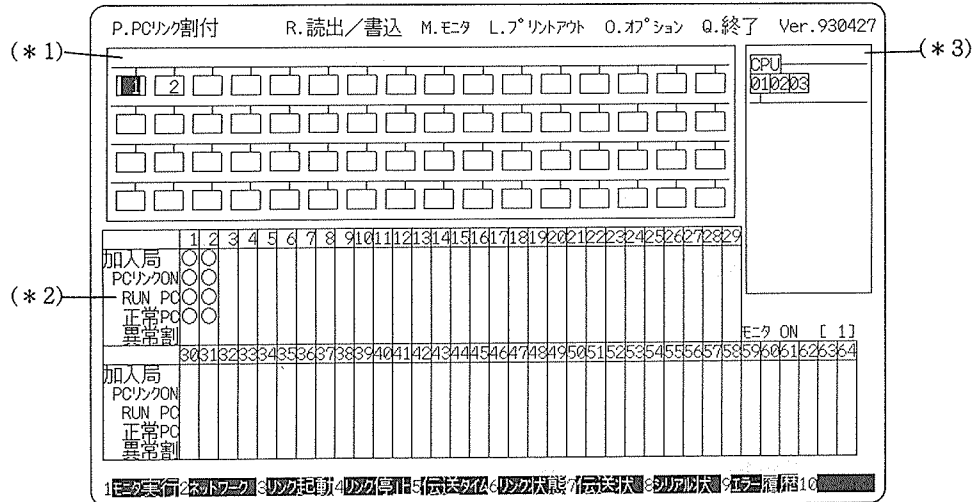 P.PCリンク割付 R.読出／書込 M.モニタ L.プリントアウト O.オプション Q.終了 Ver.930427
(＊1)
(＊3)
CPU
1 2
01 02 03
1 2 3 4 5 6 7 8 9 10 11 12 13 14 15 16 17 18 19 20 21 22 23 24 25 26 27 28 29
加入局 ○ ○
PCリンクON ○ ○
(＊2)
RUN PC ○ ○
正常PC ○ ○
異常割
モニタ ON [ 1]
30 31 32 33 34 35 36 37 38 39 40 41 42 43 44 45 46 47 48 49 50 51 52 53 54 55 56 57 58 59 60 61 62 63 64
加入局
PCリンクON
RUN PC
正常PC
異常割
1モニタ実行 2ネットワーク 3リンク起動 4リンク停止 5伝送タイム 6リンク状態 7伝送状 8シリアル状 9エラー履歴 10